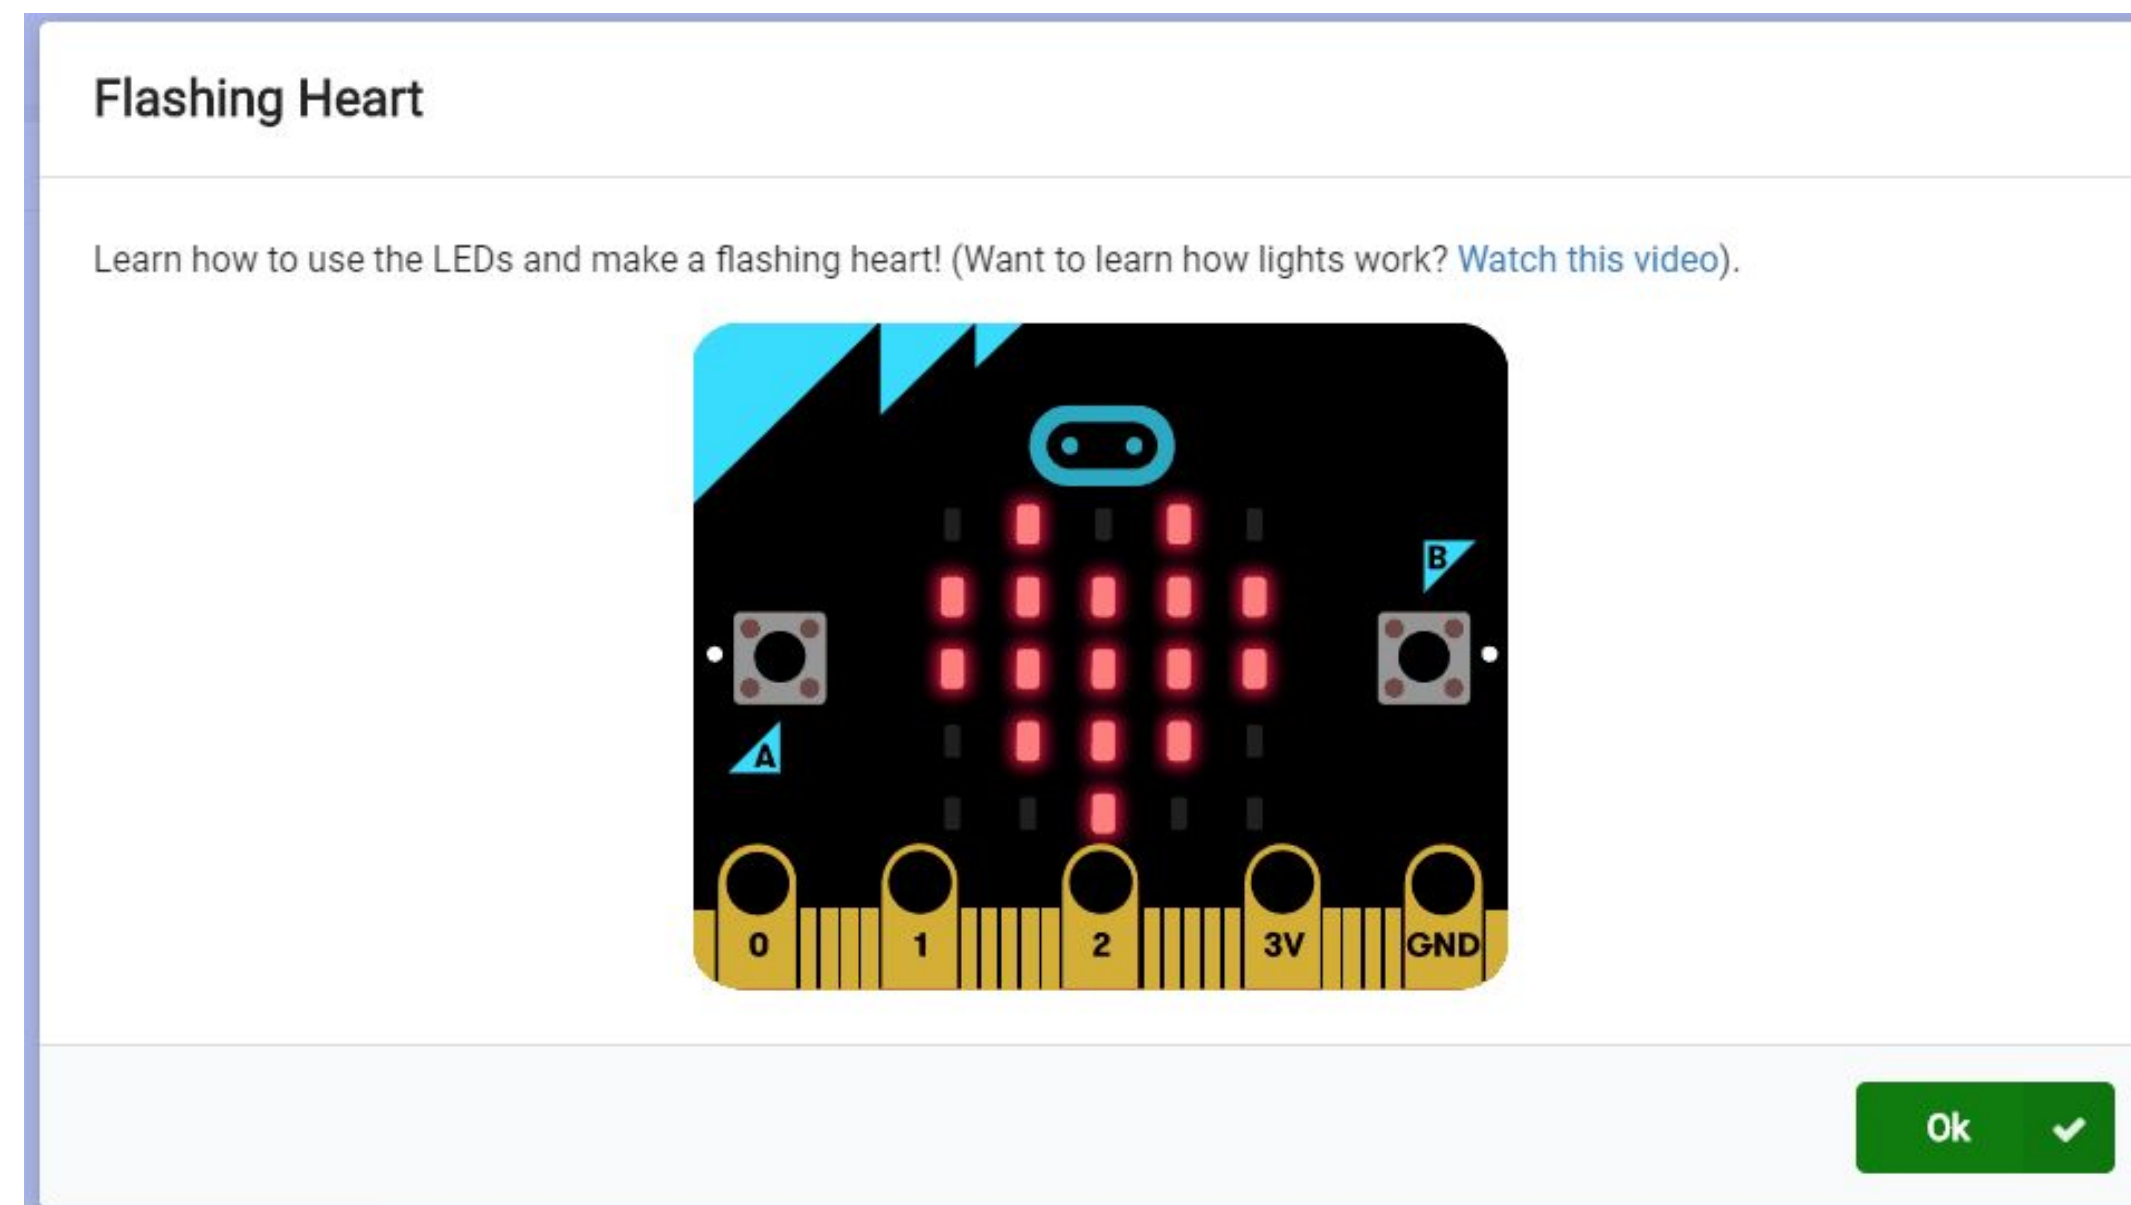 Flashing Heart
Learn how to use the LEDs and make a flashing heart! (Want to learn how lights work? Watch this video).
B
A
0 1 2 3V GND
Ok